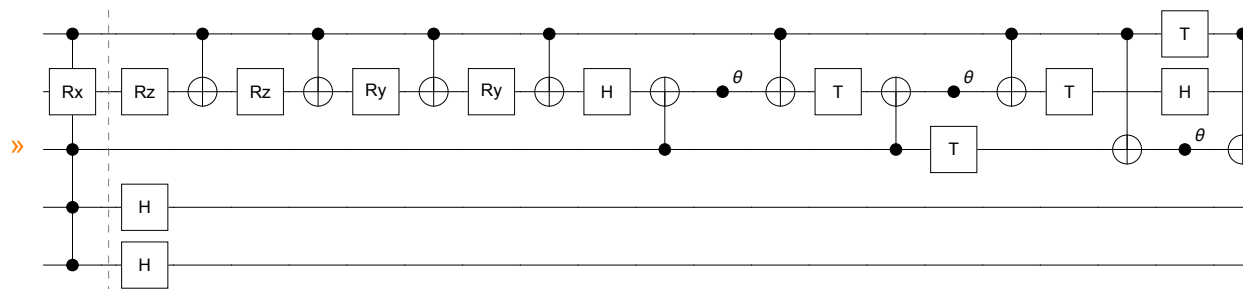 T
θ θ
Rx Rz Rz Ry Ry H T T H
θ
» T
H
H